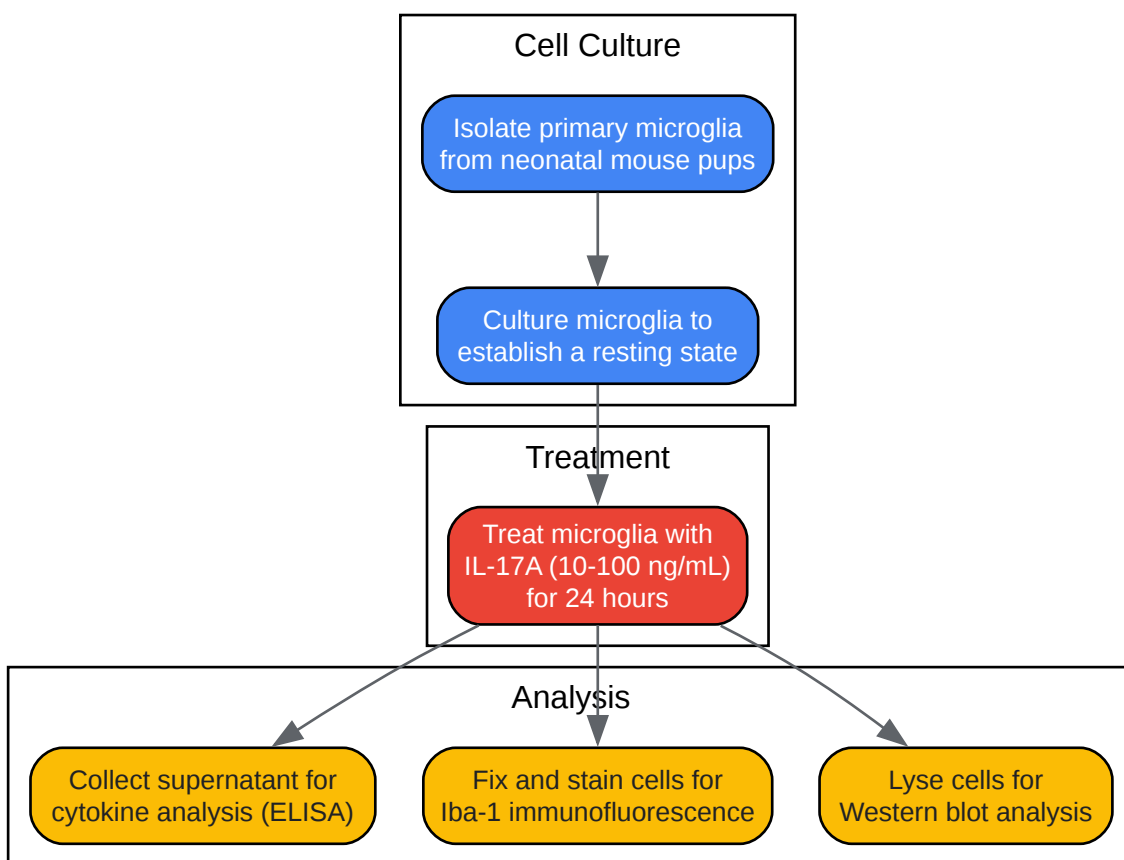 Cell Culture
Isolate primary microglia
from neonatal mouse pups
Culture microglia to
establish a resting state
Treatment
Treat microglia with
IL-17A (10-100 ng/mL)
for 24 hours
Analysis
Collect supernatant for
cytokine analysis (ELISA)
Fix and stain cells for
Iba-1 immunofluorescence
Lyse cells for
Western blot analysis